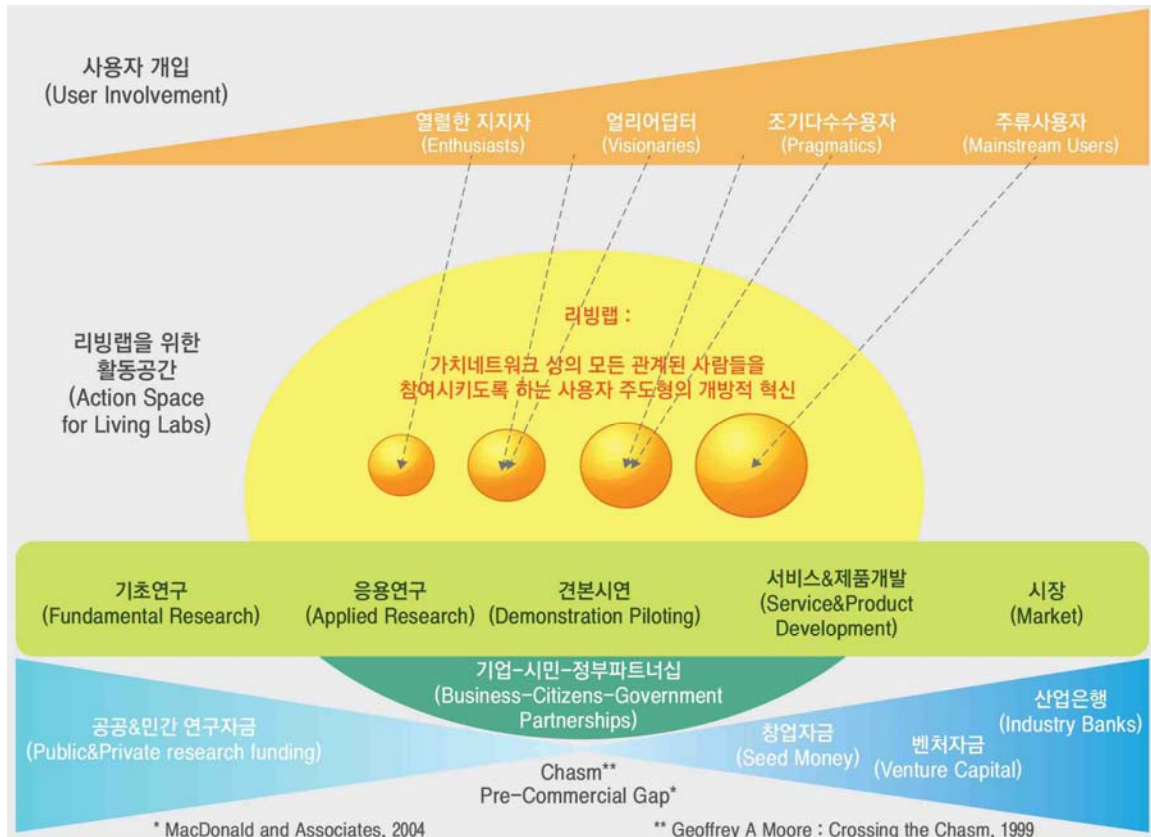 사용자 개입
(User Involvement)
열렬한 지지자
(Enthusiasts)
얼리어답터
(Visionaries)
조기다수수용자
(Pragmatics)
주류사용자
(Mainstream Users)
리빙랩을 위한
활동공간
(Action Space
for Living Labs)
리빙랩 :
가치네트워크 상의 모든 관계된 사람들을
참여시키도록 하는 사용자 주도형의 개방적 혁신
기초연구
(Fundamental Research)
응용연구
(Applied Research)
견본시연
(Demonstration Piloting)
서비스&제품개발
(Service&Product
Development)
시장
(Market)
기업-시민-정부파트너십
(Business-Citizens-Government
Partnerships)
공공&민간 연구자금
(Public&Private research funding)
창업자금
(Seed Money)
벤처자금
(Venture Capital)
산업은행
(Industry Banks)
Chasm**
Pre-Commercial Gap*
* MacDonald and Associates, 2004
** Geoffrey A Moore : Crossing the Chasm, 1999